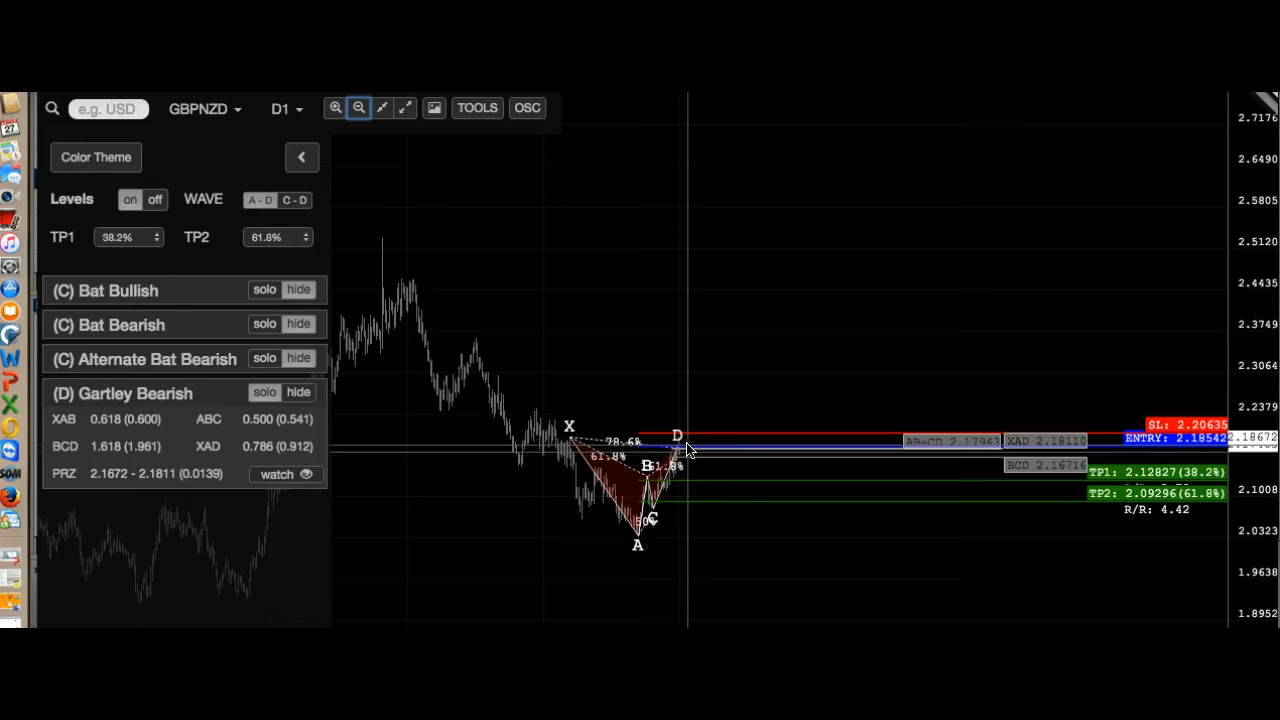 e.g. USD GBPNZD D1 TOOLS OSC
Color Theme
Levels on off WAVE A - D C - D
TP1 38.2% TP2 61.8%
(C) Bat Bullish solo hide
(C) Bat Bearish solo hide
(C) Alternate Bat Bearish solo hide
(D) Gartley Bearish solo hide
XAB 0.618 (0.600) ABC 0.500 (0.541)
BCD 1.618 (1.961) XAD 0.786 (0.912)
PRZ 2.1672 - 2.1811 (0.0139) watch
27
W
P
X
SOM
X
D
78.6%
61.8%
B
61.8%
50%
C
A
AB=CD 2.17943
XAD 2.18110
BCD 2.16716
SL: 2.20635
ENTRY: 2.18542
2.18672
TP1: 2.12827(38.2%)
TP2: 2.09296(61.8%)
R/R: 4.42
2.7176
2.6490
2.5805
2.5120
2.4435
2.3749
2.3064
2.2379
2.1008
2.0323
1.9638
1.8952